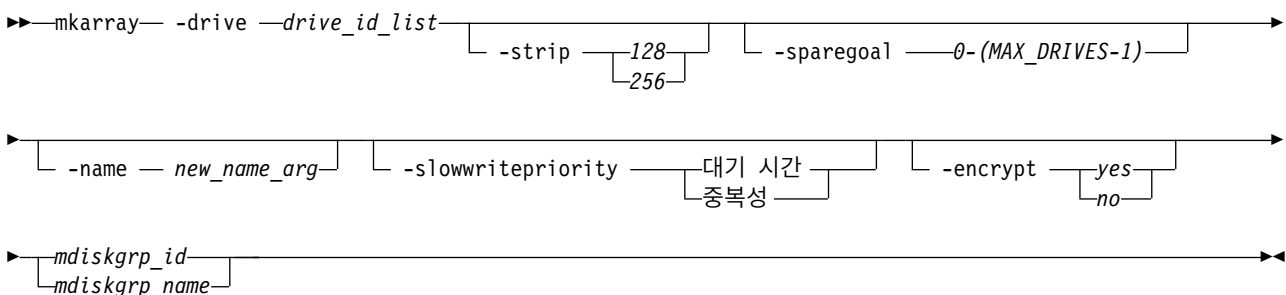 mkarray -drive drive_id_list
-strip 128 -sparegoal 0-(MAX_DRIVES-1)
256
-name new_name_arg -slowwritepriority 대기 시간 -encrypt yes
중복성 no
mdiskgrp_id
mdiskgrp_name